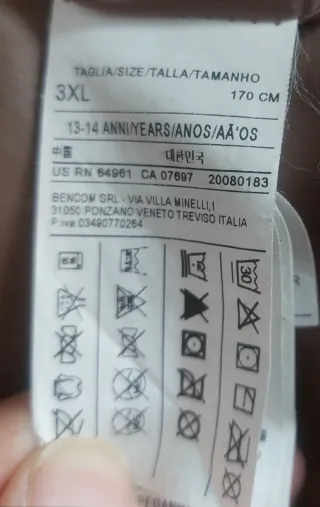 TAGLIA/SIZE/TALLA/TAMANHO
3XL 170 CM
13-14 ANNI/YEARS/ANOS/AÃ'OS
中国 대한민국
US RN 64961 CA 07697 20080183
BENCOM SRL - VIA VILLA MINELLI,1
31050 PONZANO VENETO TREVISO ITALIA
P.IVA 03490770264
30